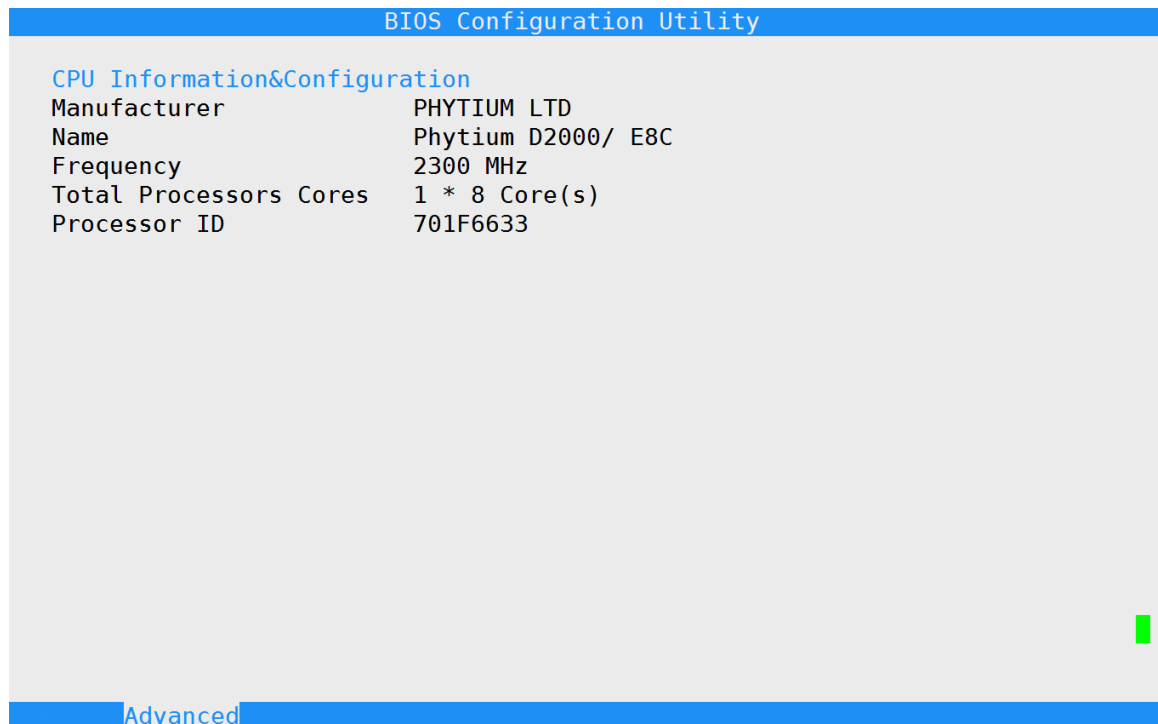 BIOS Configuration Utility
CPU Information&Configuration
Manufacturer PHYTIUM LTD
Name Phytium D2000/ E8C
Frequency 2300 MHz
Total Processors Cores 1 * 8 Core(s)
Processor ID 701F6633
Advanced